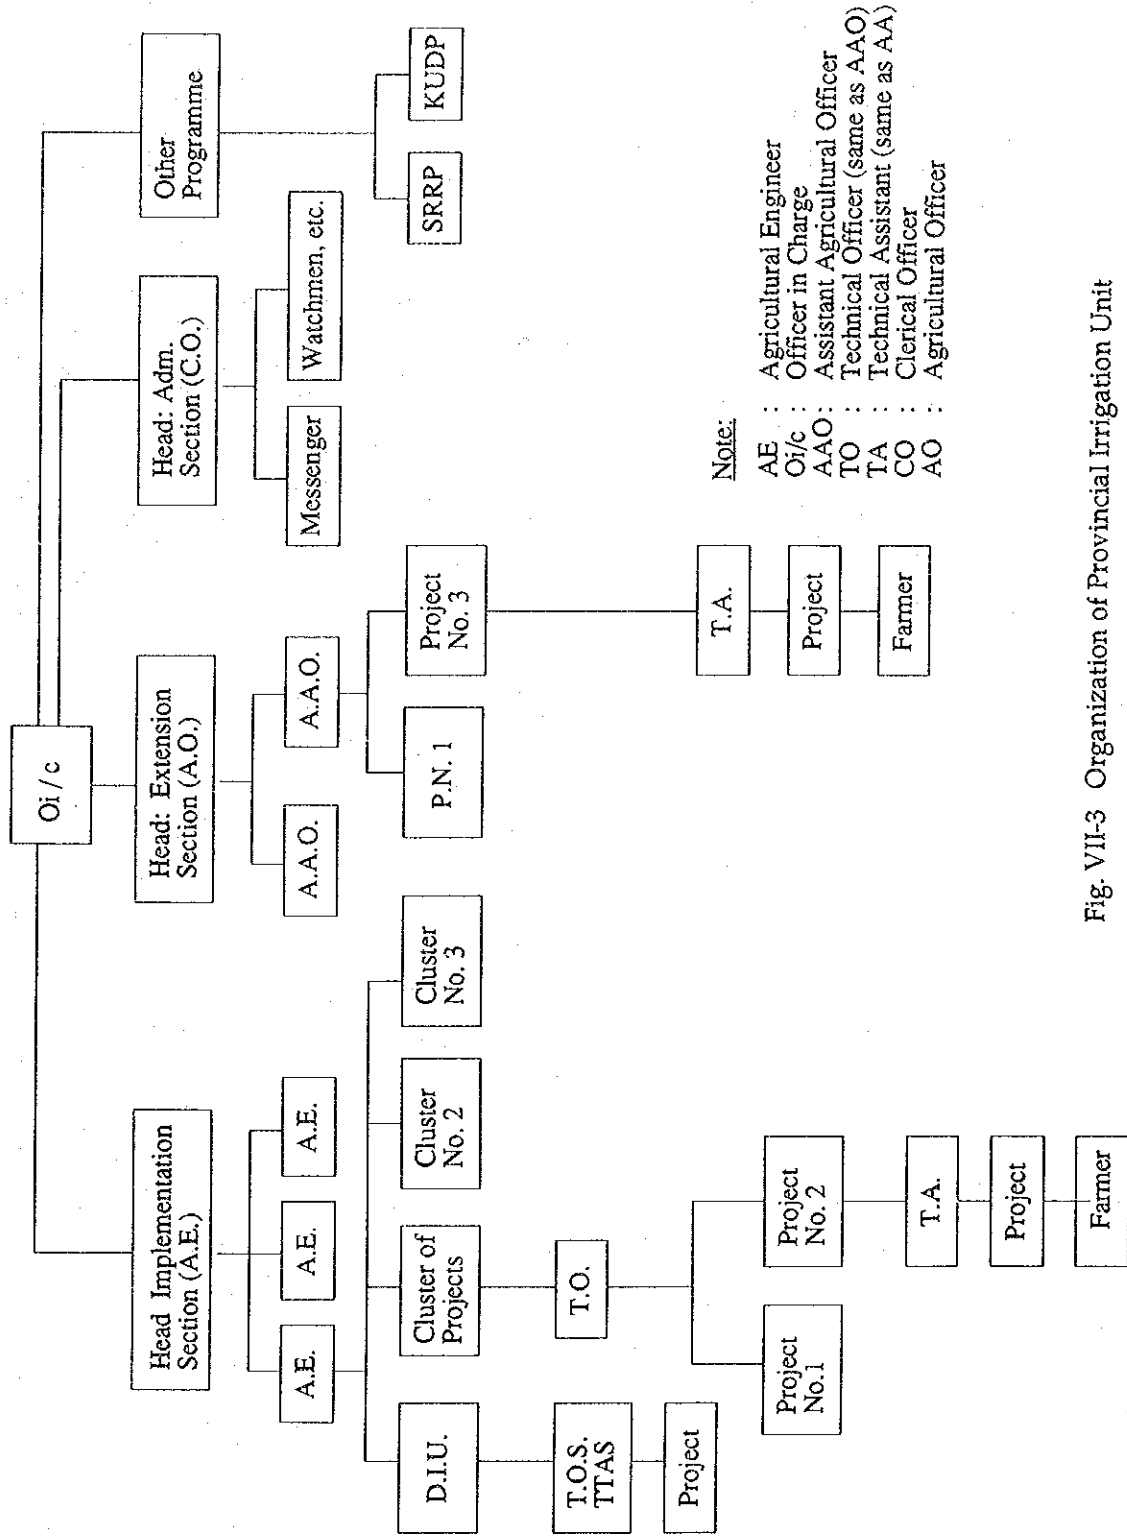 Oi/c
Head Implementation
Section (A.E.)
Head: Extension
Section (A.O.)
Head: Adm.
Section (C.O.)
Other
Programme
A.E.
A.E.
A.E.
A.A.O.
A.A.O.
Messenger
Watchmen, etc.
SRRP
KUDP
D.I.U.
Cluster of
Projects
Cluster
No. 2
Cluster
No. 3
P.N. 1
Project
No. 3
T.O.S.
TTAS
T.O.
Project
Project
No.1
Project
No. 2
T.A.
Project
Farmer
T.A.
Project
Farmer
Note:
AE : Agricultural Engineer
Oi/c : Officer in Charge
AAO : Assistant Agricultural Officer
TO : Technical Officer (same as AAO)
TA : Technical Assistant (same as AA)
CO : Clerical Officer
AO : Agricultural Officer
Fig. VII-3 Organization of Provincial Irrigation Unit